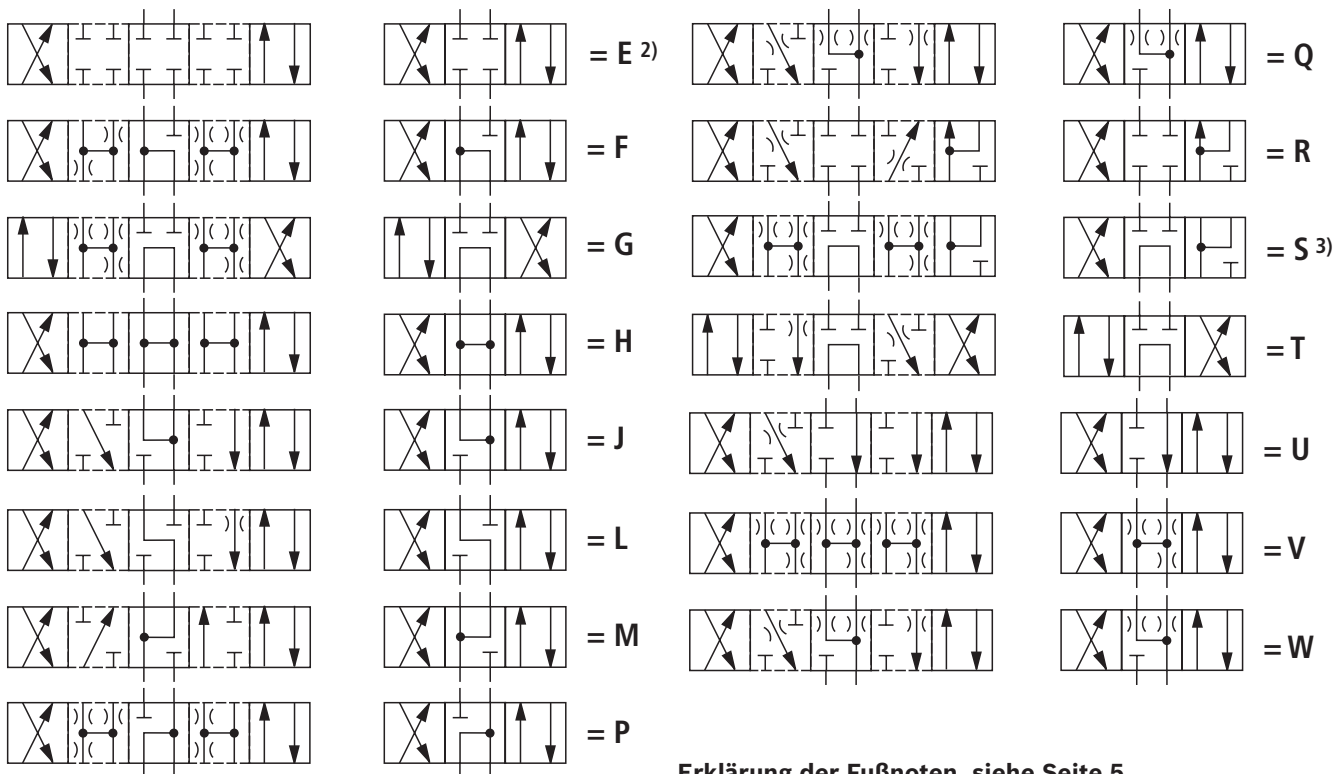 = E 2)
= F
= G
= H
= J
= L
= M
= P
= Q
= R
= S 3)
= T
= U
= V
= W
Erklärung der Fußnoten, siehe Seite 5